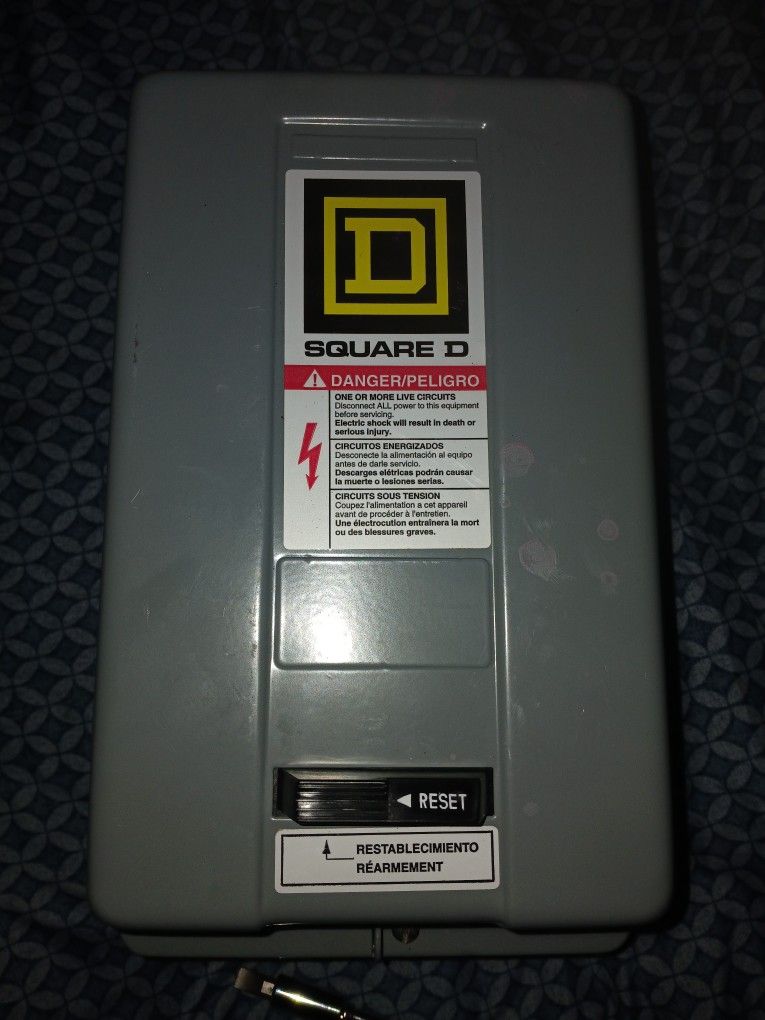 D
SQUARE D
DANGER/PELIGRO
ONE OR MORE LIVE CIRCUITS
Disconnect ALL power to this equipment
before servicing.
Electric shock will result in death or
serious injury.
CIRCUITOS ENERGIZADOS
Desconecte la alimentación al equipo
antes de darle servicio.
Descargas elétricas podrán causar
la muerte o lesiones serias.
CIRCUITS SOUS TENSION
Coupez l'alimentation a cet appareil
avant de procéder à l'entretien.
Une électrocution entraînera la mort
ou des blessures graves.
RESET
RESTABLECIMIENTO
RÉARMEMENT